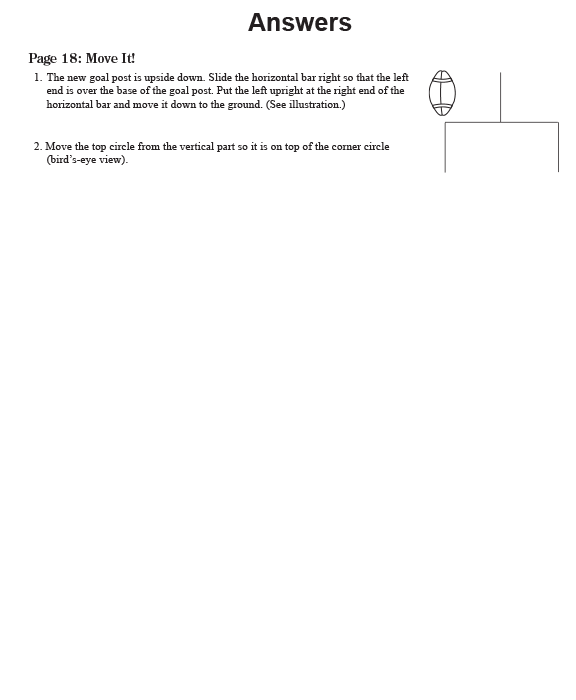 Answers
Page 18: Move It!
1. The new goal post is upside down. Slide the horizontal bar right so that the left
end is over the base of the goal post. Put the left upright at the right end of the
horizontal bar and move it down to the ground. (See illustration.)
2. Move the top circle from the vertical part so it is on top of the corner circle
(bird's-eye view).